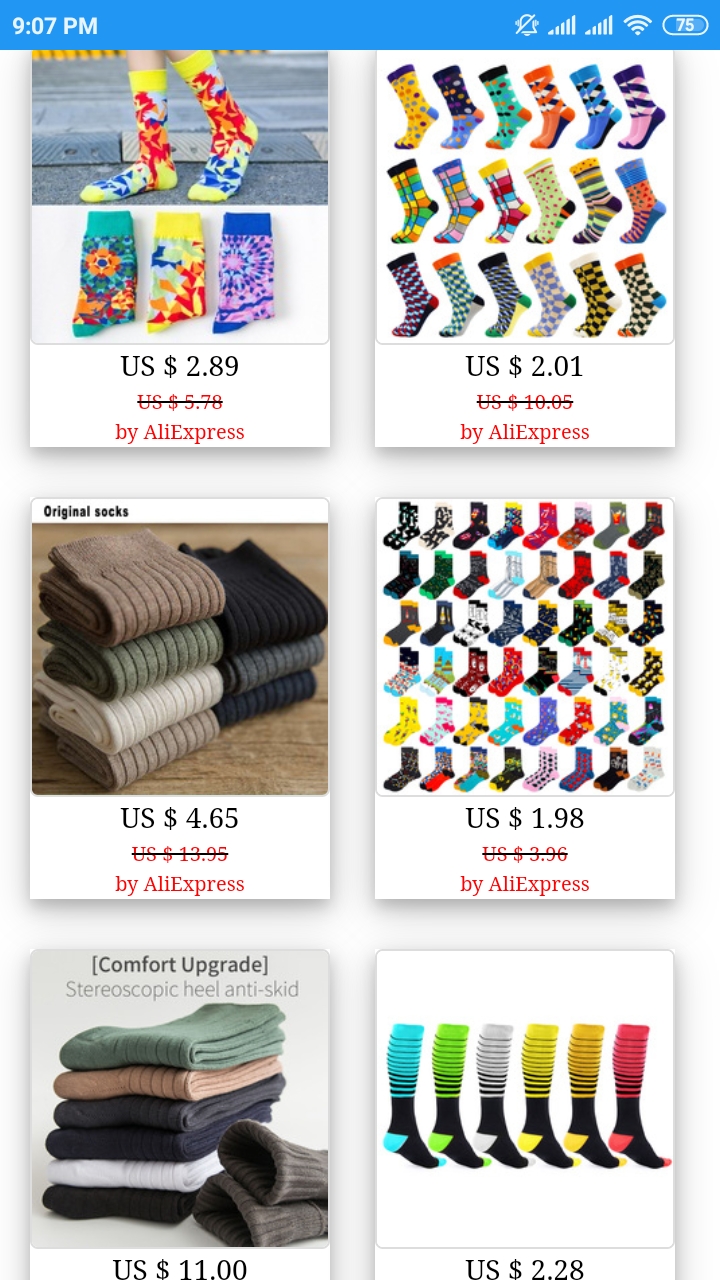 9:07 PM
75
US $ 2.89
US $ 5.78
by AliExpress
US $ 2.01
US $ 10.05
by AliExpress
Original socks
US $ 4.65
US $ 13.95
by AliExpress
US $ 1.98
US $ 3.96
by AliExpress
[Comfort Upgrade]
Stereoscopic heel anti-skid
US $ 11.00
US $ 2.28